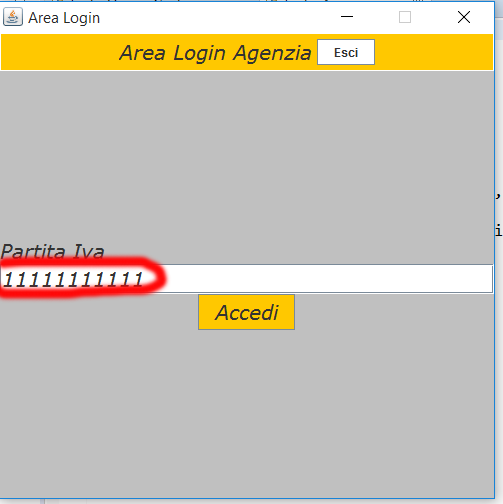 Area Login
Area Login Agenzia Esci
Partita Iva
11111111111
Accedi